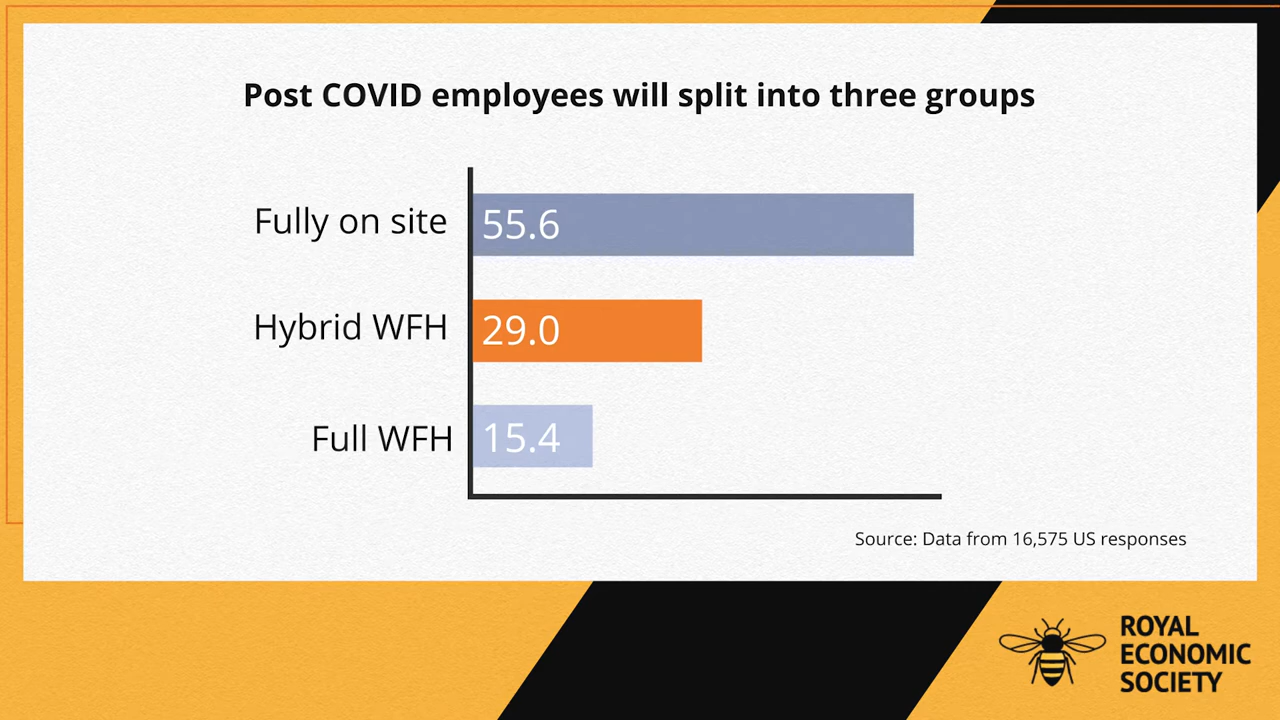 Post COVID employees will split into three groups
Fully on site 55.6
Hybrid WFH 29.0
Full WFH 15.4
Source: Data from 16,575 US responses
ROYAL
ECONOMIC
SOCIETY